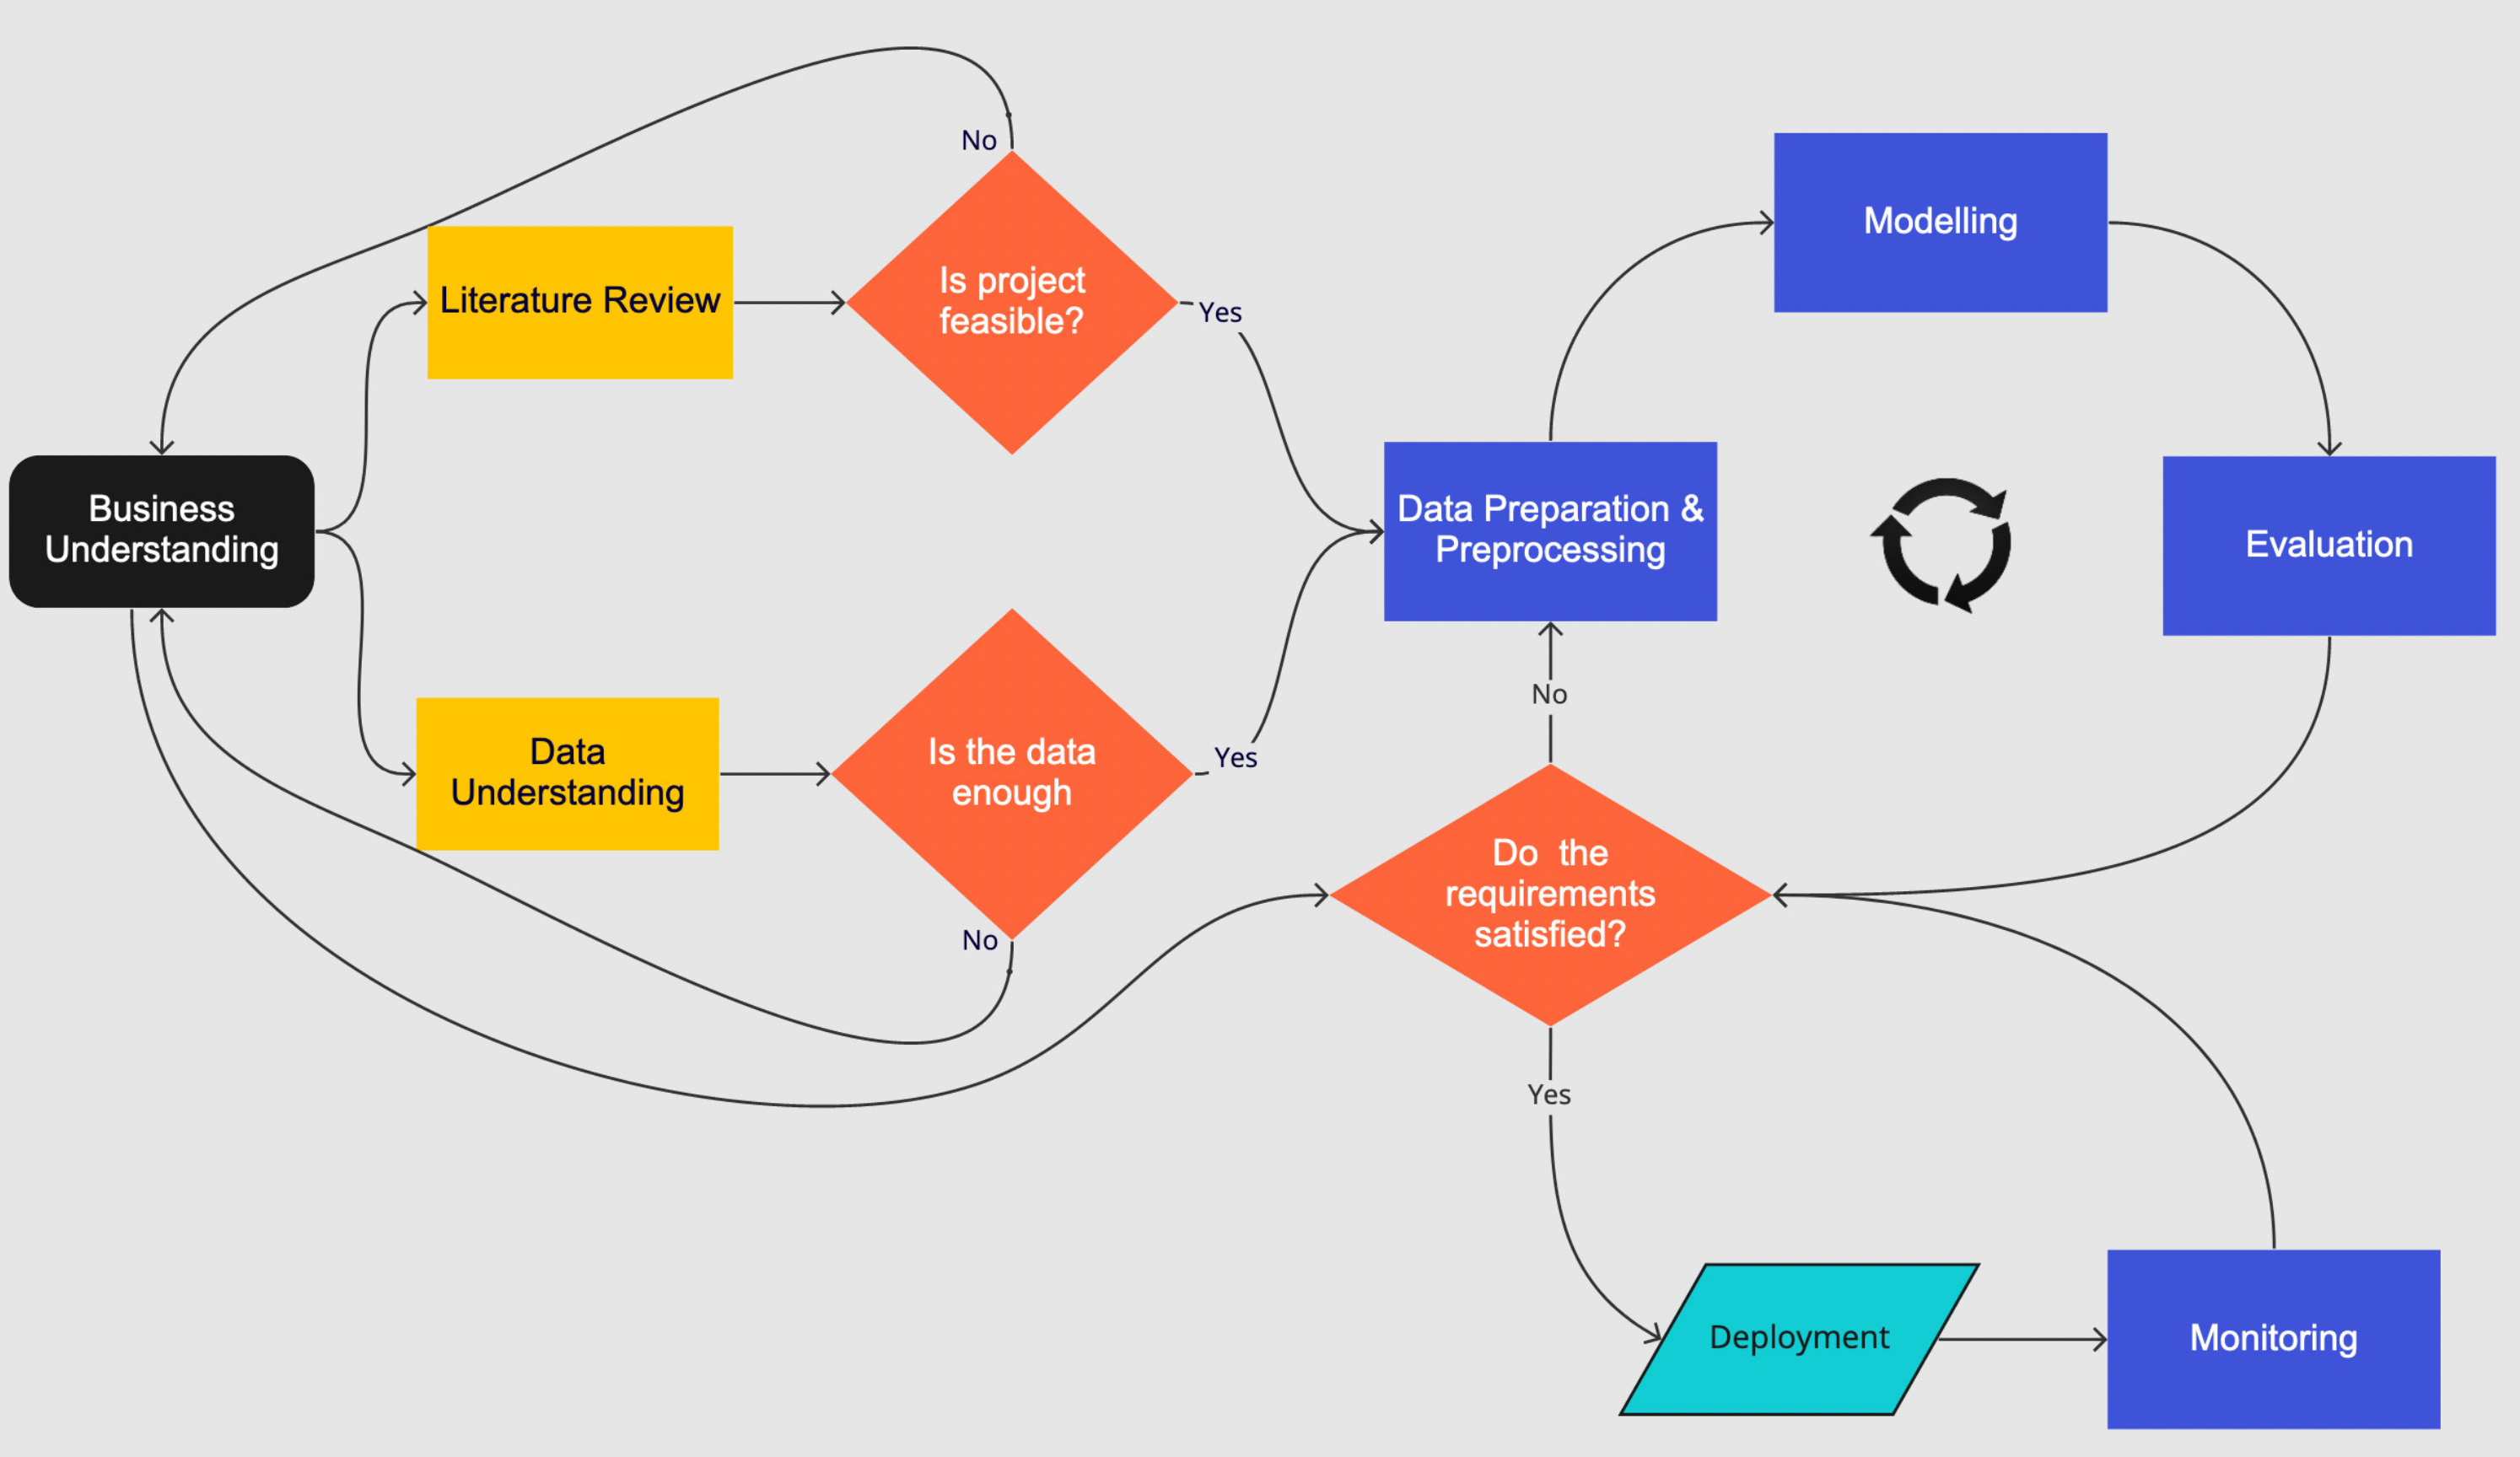 No
Literature Review
Is project
feasible?
Yes
Modelling
Business
Understanding
Data Preparation &
Preprocessing
Evaluation
No
Data
Understanding
Is the data
enough
Yes
No
Do  the
requirements
satisfied?
Yes
Deployment
Monitoring